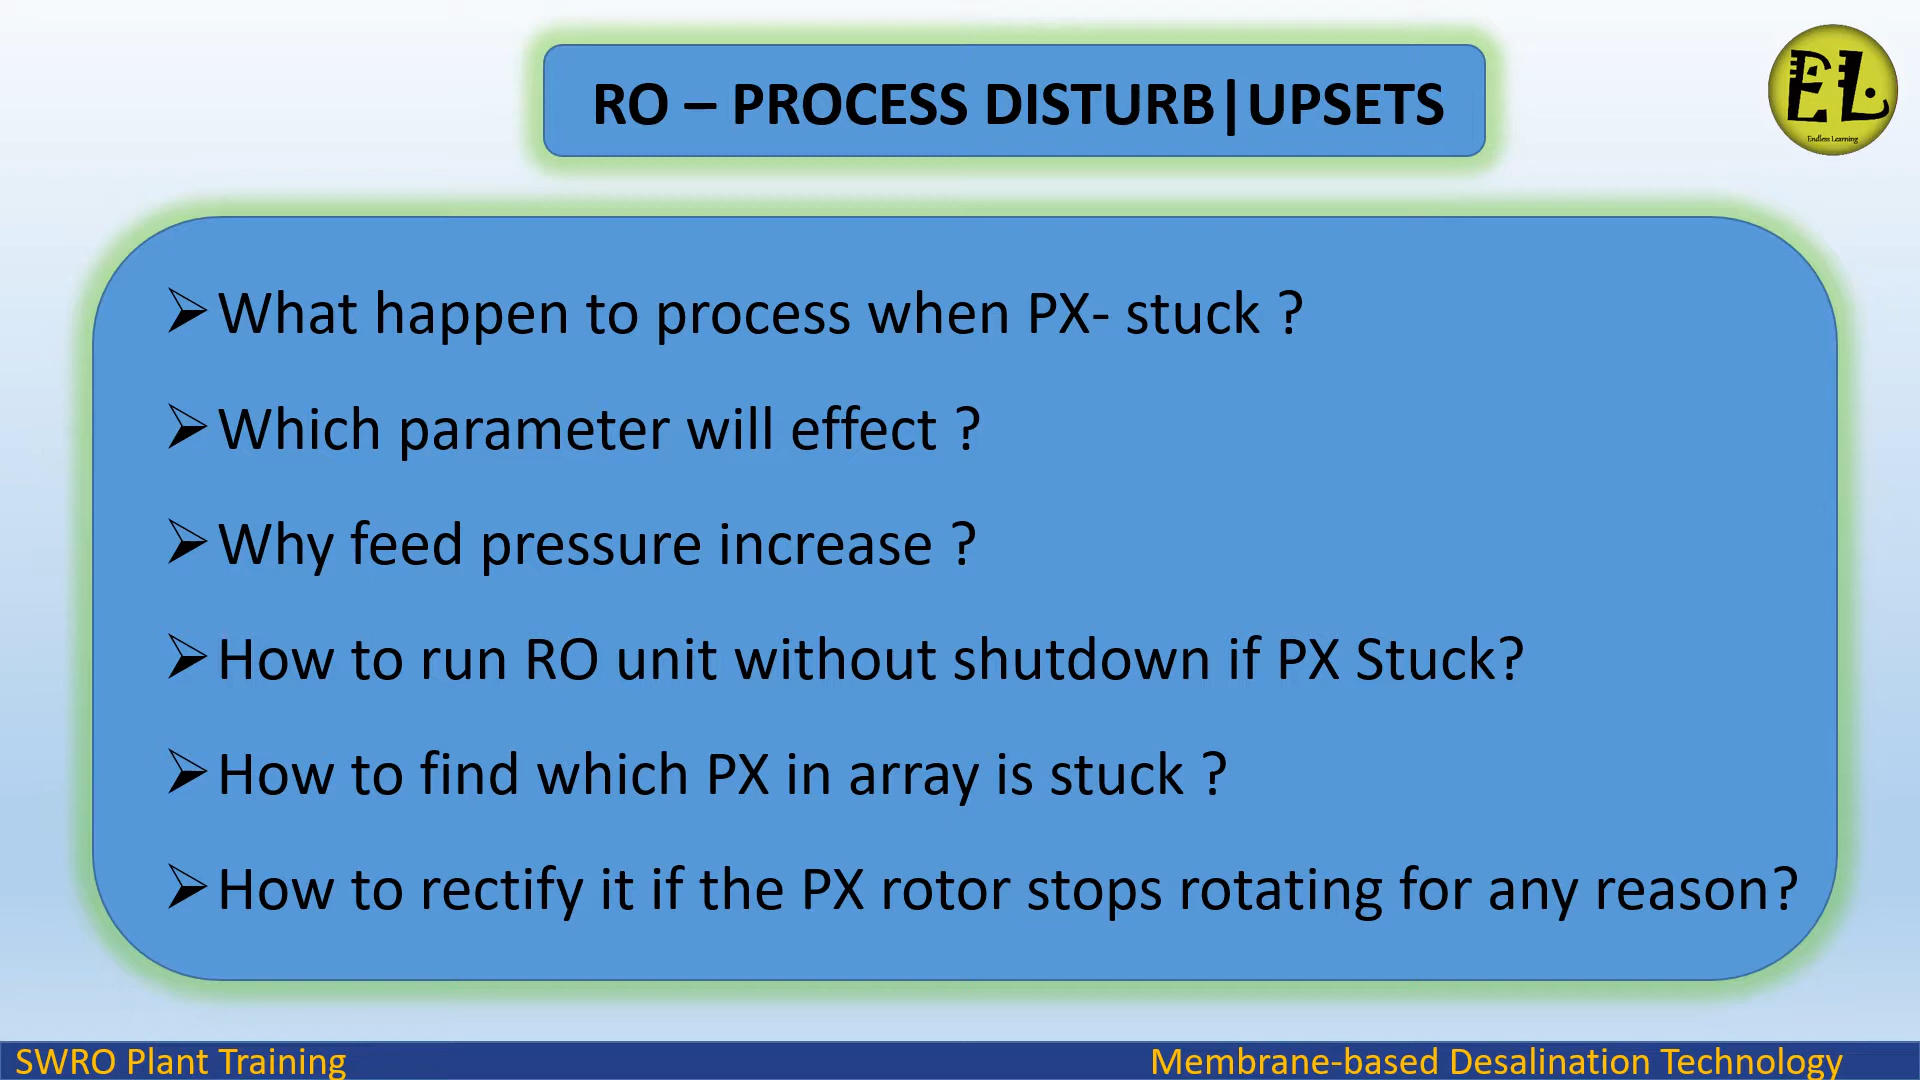 RO – PROCESS DISTURB|UPSETS
EL
Endless Learning
➢What happen to process when PX- stuck ?
➢Which parameter will effect ?
➢Why feed pressure increase ?
➢How to run RO unit without shutdown if PX Stuck?
➢How to find which PX in array is stuck ?
➢How to rectify it if the PX rotor stops rotating for any reason?
SWRO Plant Training
Membrane-based Desalination Technology